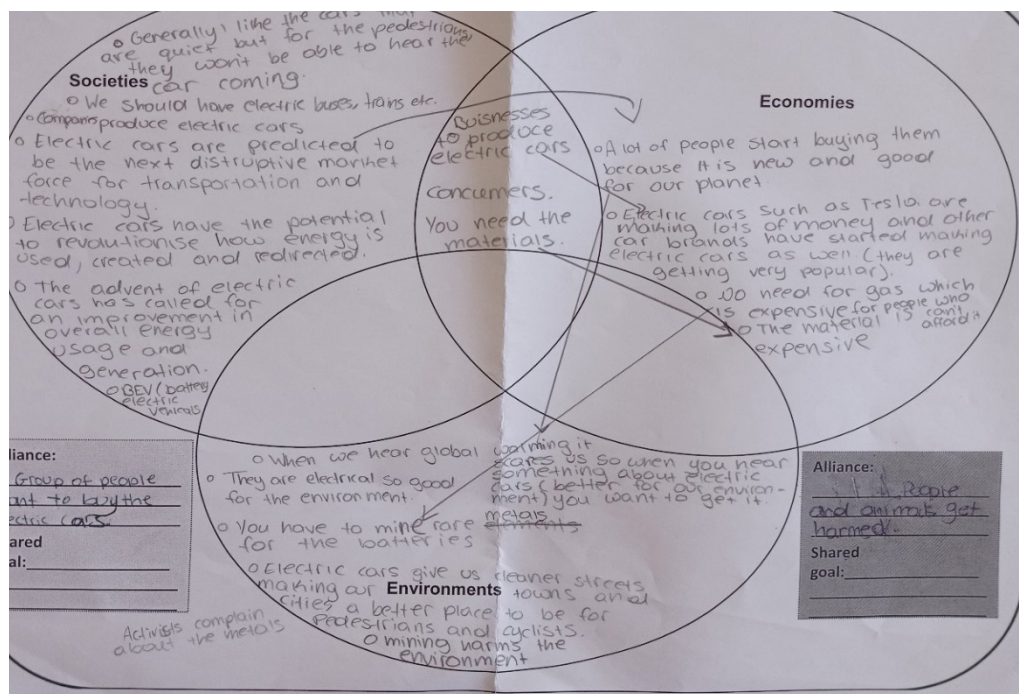 o Generally I like the cars that
are quiet but for the pedestrians
they won't be able to hear the
car coming.
Societies
o We should have electric buses, trans etc.
o Companies produce electric cars
o Electric cars are predicted to
be the next distruptive market
force for transportation and
technology.
o Electric cars have the potential
to revolutionise how energy is
used, created and redirected.
o The advent of electric
cars has called for
an improvement in
overall energy
usage and
generation.
o BEV (battery
electric
vehicals
Buisnesses
to produce
electric cars
concumers.
You need the
materials.
Economies
o A lot of people start buying them
because it is new and good
for our planet
o Electric cars such as Tesla are
making lots of money and other
car brands have started making
electric cars as well (they are
getting very popular).
o No need for gas which
is expensive for people who
can't
afford it
o The material is
expensive
o When we hear global warming it
scares us so when you hear
something about electric
cars (better for our environ-
ment) you want to get it.
o They are electrical so good
for the environment.
o You have to mine rare metals elements
for the batteries
o Electric cars give us cleaner streets
making our towns and
Environments
cities a better place to be for
Pedestrians and cyclists.
o mining harms the
environment
Activists complain
about the metals
liance:
Group of people
ant to buy the
ectric cars
ared
al:
Alliance:
People
and animals get
harmed.
Shared
goal: